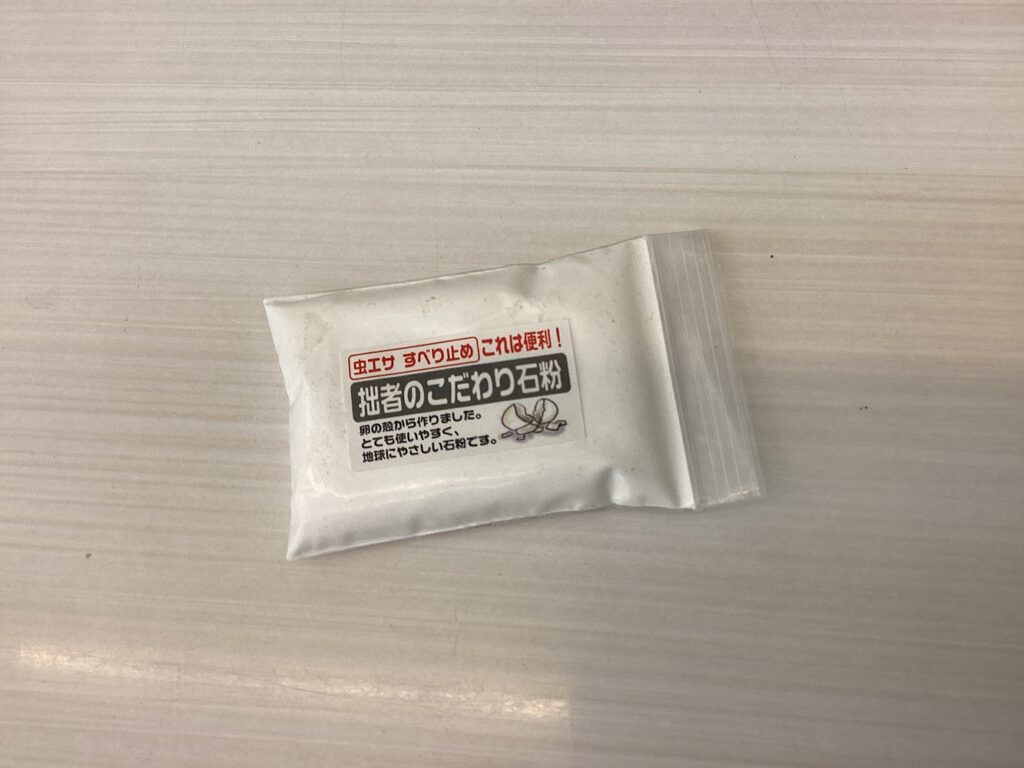 虫エサ すべり止め これは便利！
拙者のこだわり石粉
卵の殻から作りました。
とても使いやすく、
地球にやさしい石粉です。